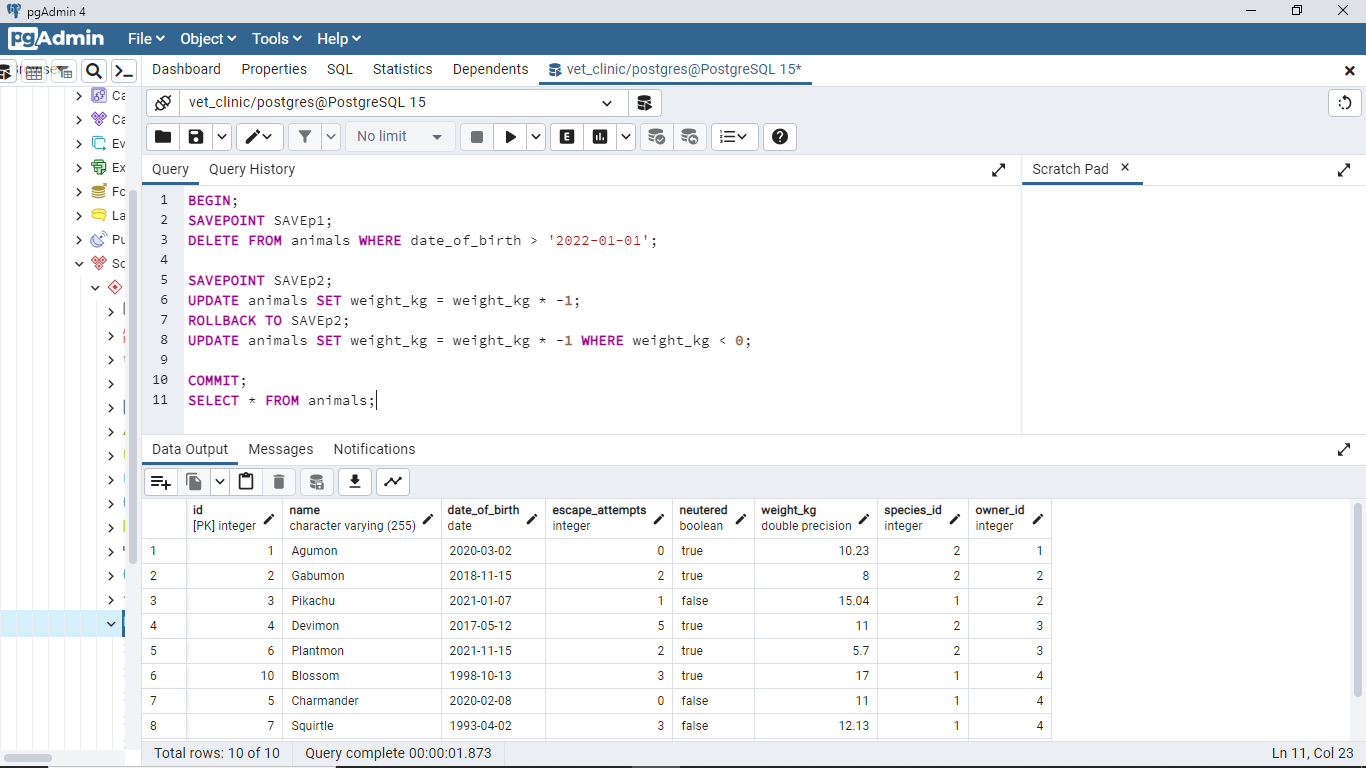 pgAdmin 4
pgAdmin
File Object Tools Help
Dashboard Properties SQL Statistics Dependents vet_clinic/postgres@PostgreSQL 15*
vet_clinic/postgres@PostgreSQL 15
No limit
E
Query Query History Scratch Pad
1 BEGIN;
2 SAVEPOINT SAVEp1;
3 DELETE FROM animals WHERE date_of_birth > '2022-01-01';
4
5 SAVEPOINT SAVEp2;
6 UPDATE animals SET weight_kg = weight_kg * -1;
7 ROLLBACK TO SAVEp2;
8 UPDATE animals SET weight_kg = weight_kg * -1 WHERE weight_kg < 0;
9
10 COMMIT;
11 SELECT * FROM animals;
Ca
Ca
Ev
Ex
Fo
La
Pu
Sc
Data Output Messages Notifications
id name date_of_birth escape_attempts neutered weight_kg species_id owner_id
[PK] integer character varying (255) date integer boolean double precision integer integer
1 1 Agumon 2020-03-02 0 true 10.23 2 1
2 2 Gabumon 2018-11-15 2 true 8 2 2
3 3 Pikachu 2021-01-07 1 false 15.04 1 2
4 4 Devimon 2017-05-12 5 true 11 2 3
5 6 Plantmon 2021-11-15 2 true 5.7 2 3
6 10 Blossom 1998-10-13 3 true 17 1 4
7 5 Charmander 2020-02-08 0 false 11 1 4
8 7 Squirtle 1993-04-02 3 false 12.13 1 4
Total rows: 10 of 10 Query complete 00:00:01.873 Ln 11, Col 23